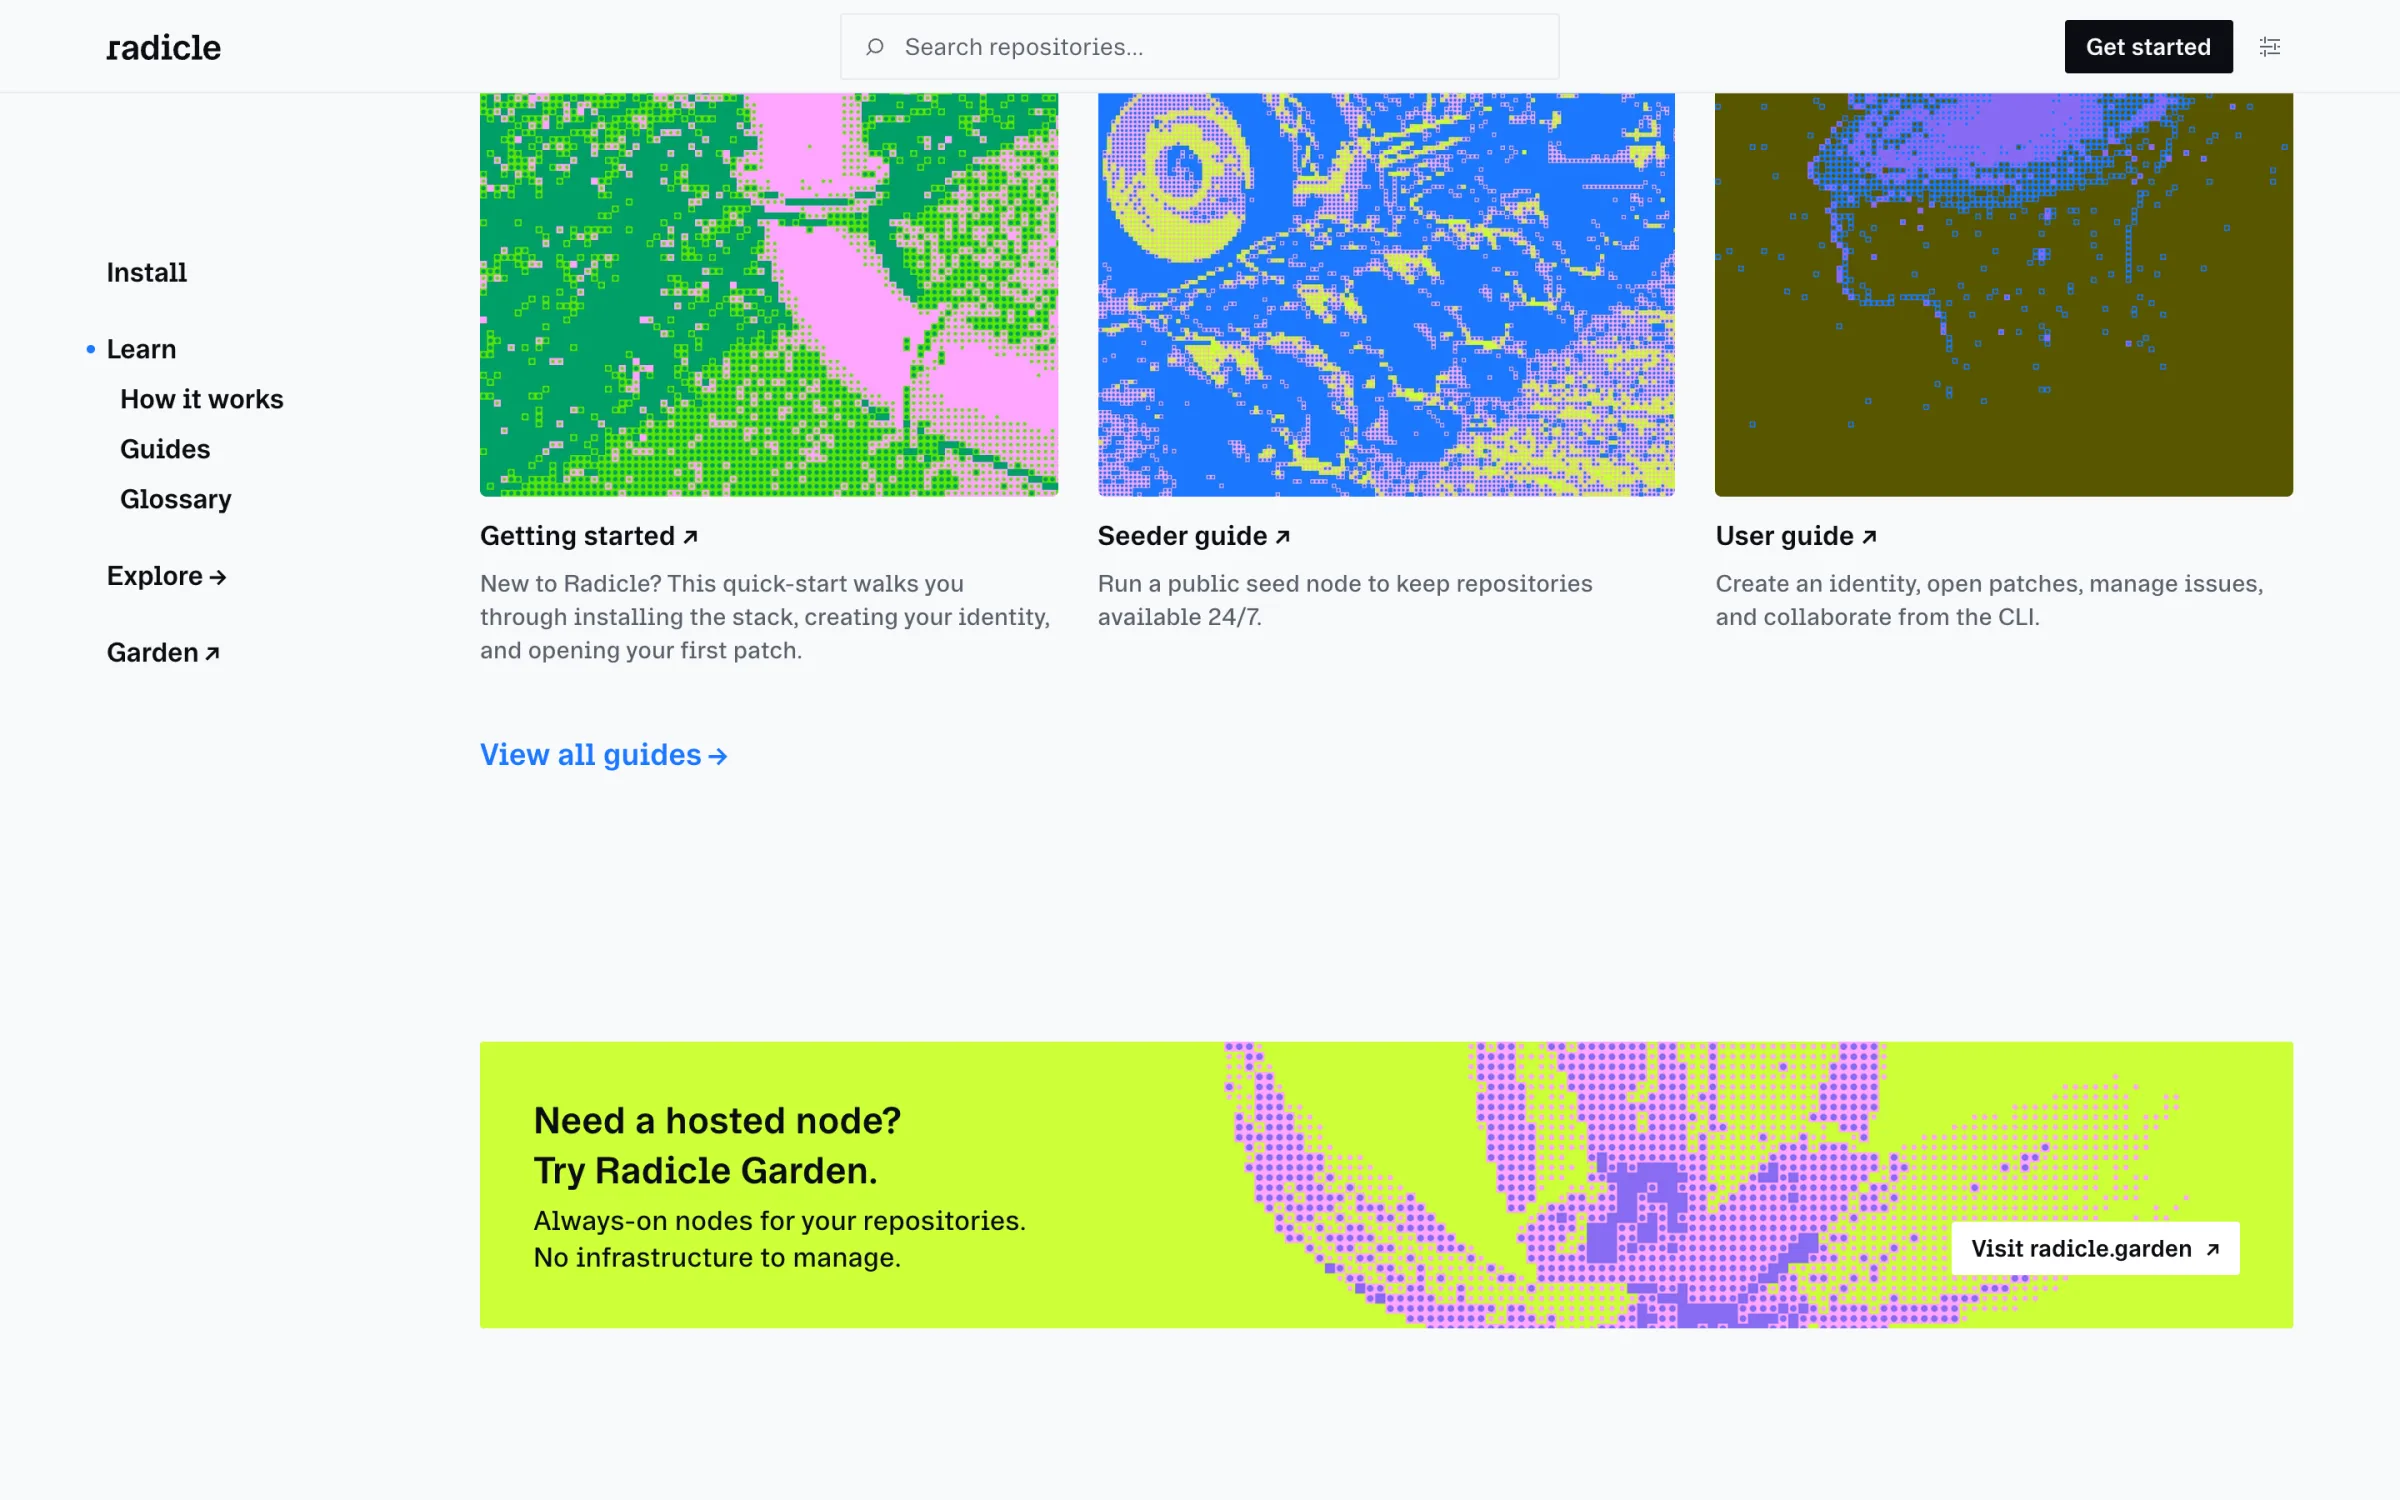 radicle
Search repositories...
Get started
Install
Learn
How it works
Guides
Glossary
Explore →
Garden ↗
Getting started ↗
New to Radicle? This quick-start walks you
through installing the stack, creating your identity,
and opening your first patch.
Seeder guide ↗
Run a public seed node to keep repositories
available 24/7.
User guide ↗
Create an identity, open patches, manage issues,
and collaborate from the CLI.
View all guides →
Need a hosted node?
Try Radicle Garden.
Always-on nodes for your repositories.
No infrastructure to manage.
Visit radicle.garden ↗